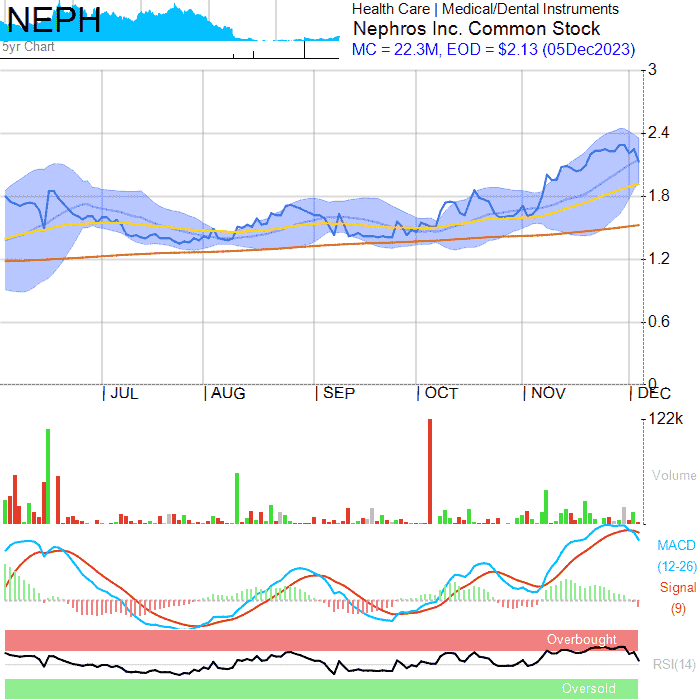 NEPH
5yr Chart
Health Care | Medical/Dental Instruments
Nephros Inc. Common Stock
MC = 22.3M, EOD = $2.13 (05Dec2023)
3
2.4
1.8
1.2
0.6
0
JUL AUG SEP OCT NOV DEC
122k
Volume
MACD
(12-26)
Signal
(9)
Overbought
RSI(14)
Oversold